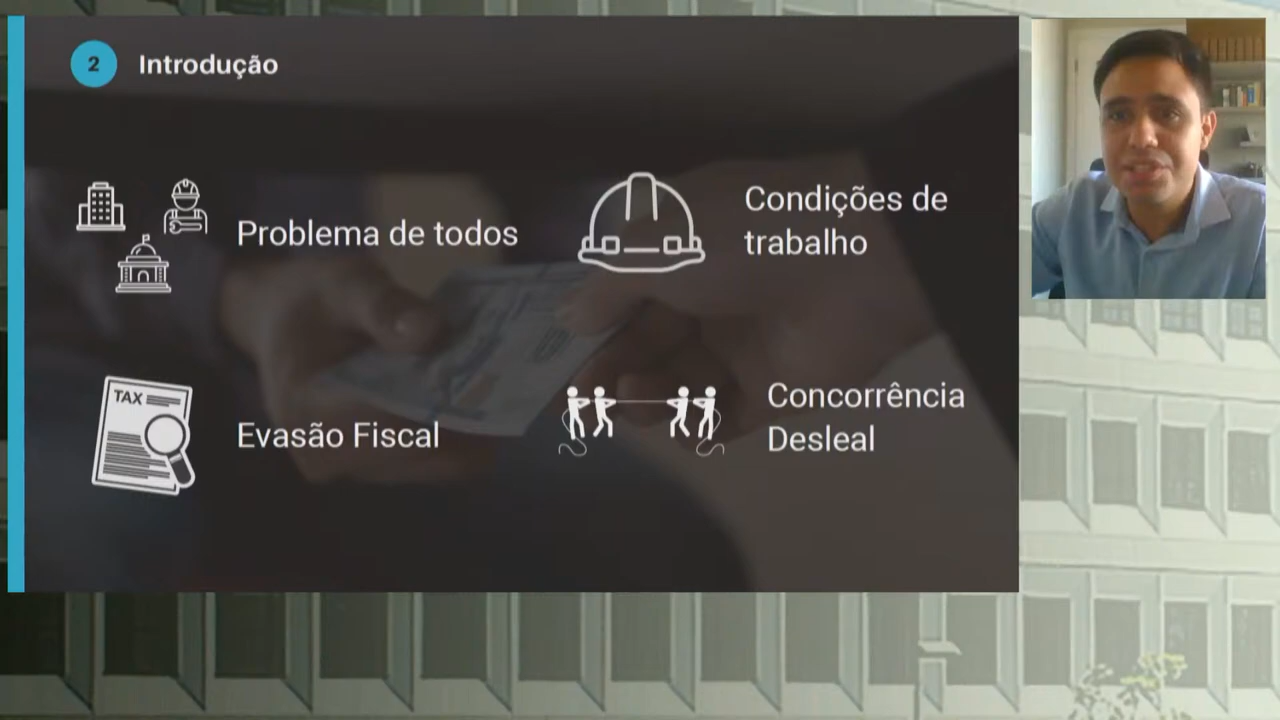 2
Introdução
Problema de todos
Condições de
trabalho
TAX
Evasão Fiscal
Concorrência
Desleal